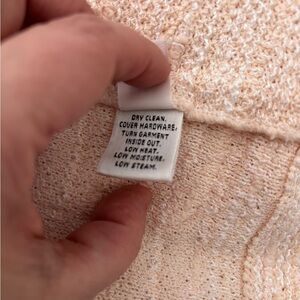 DRY CLEAN.
COVER HARDWARE.
TURN GARMENT
INSIDE OUT.
LOW HEAT.
LOW MOISTURE.
LOW STEAM.